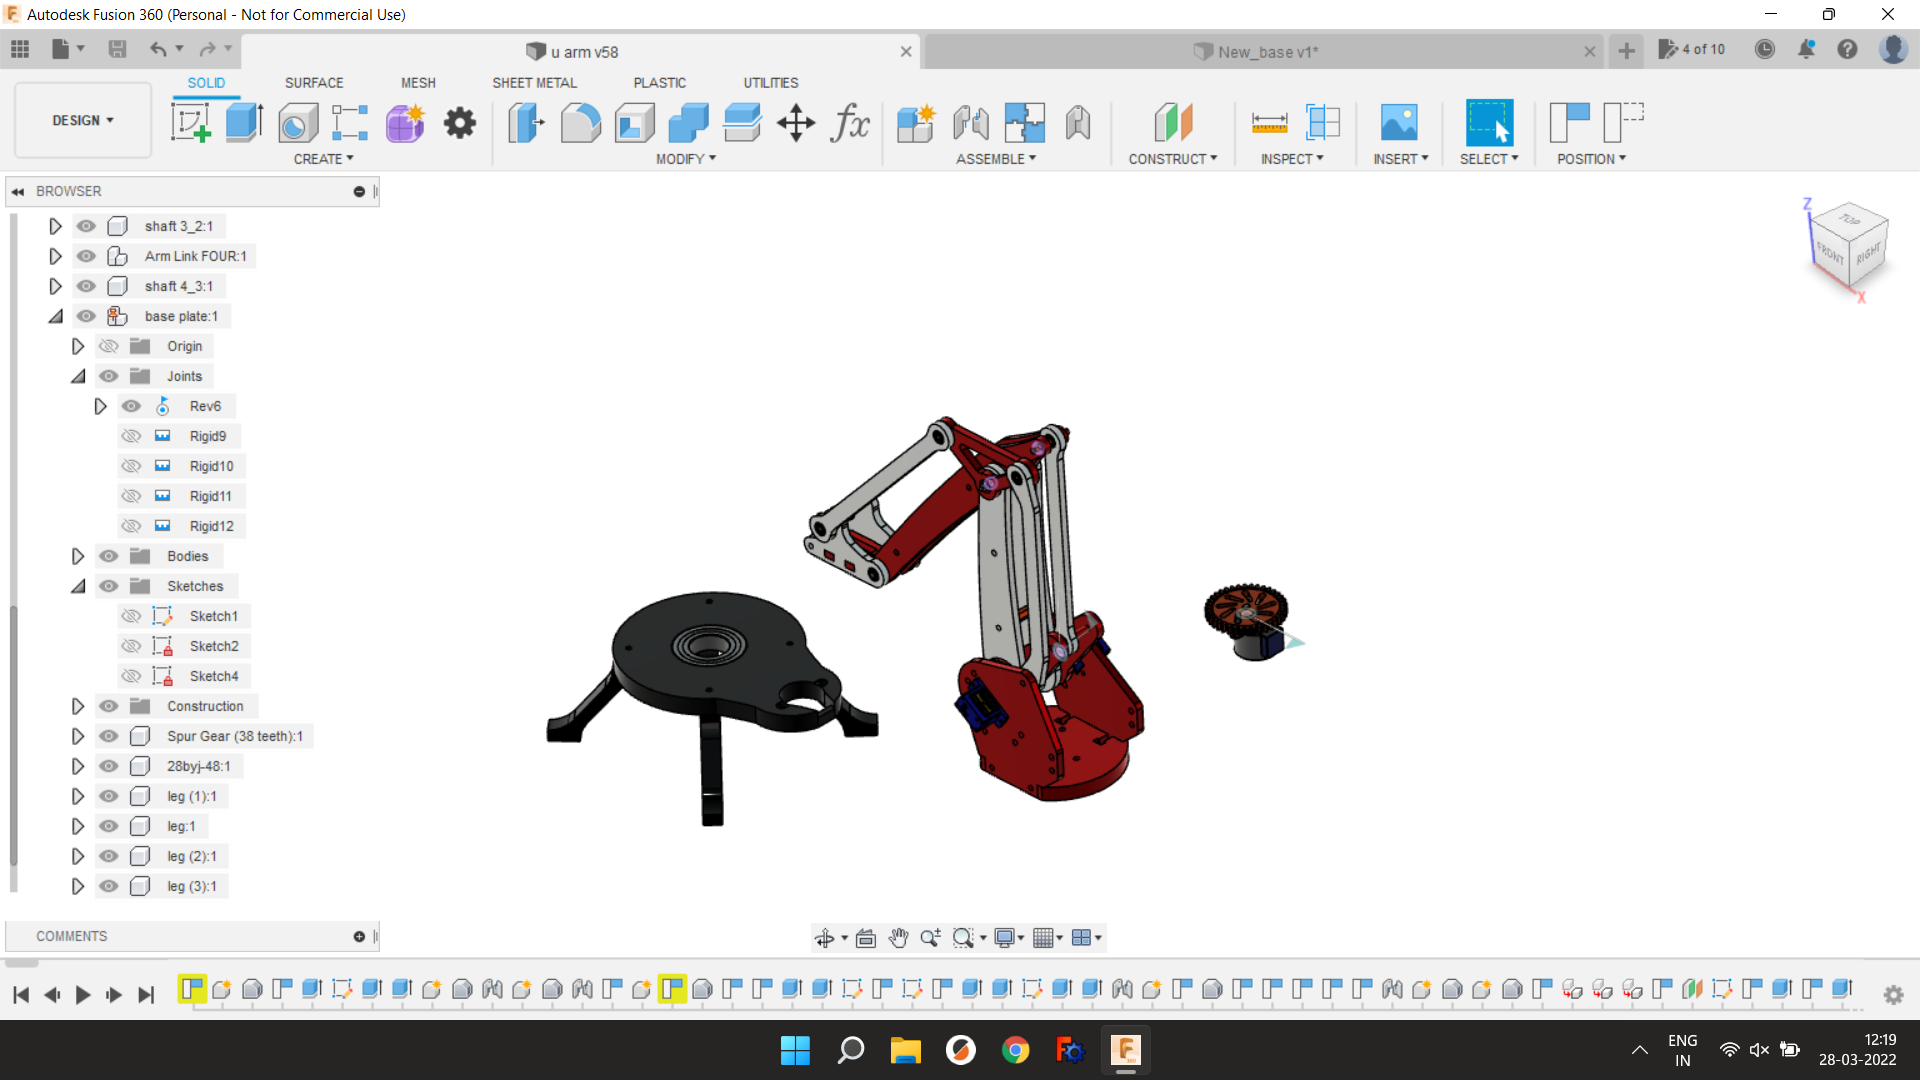 Autodesk Fusion 360 (Personal - Not for Commercial Use)
u arm v58
New_base v1*
4 of 10
SOLID
SURFACE
MESH
SHEET METAL
PLASTIC
UTILITIES
DESIGN
fx
CREATE
MODIFY
ASSEMBLE
CONSTRUCT
INSPECT
INSERT
SELECT
POSITION
BROWSER
shaft 3_2:1
Arm Link FOUR:1
shaft 4_3:1
base plate:1
Origin
Joints
Rev6
Rigid9
Rigid10
Rigid11
Rigid12
Bodies
Sketches
Sketch1
Sketch2
Sketch4
Construction
Spur Gear (38 teeth):1
28byj-48:1
leg (1):1
leg:1
leg (2):1
leg (3):1
Z
TOP
FRONT
RIGHT
X
COMMENTS
ENG
IN
12:19
28-03-2022